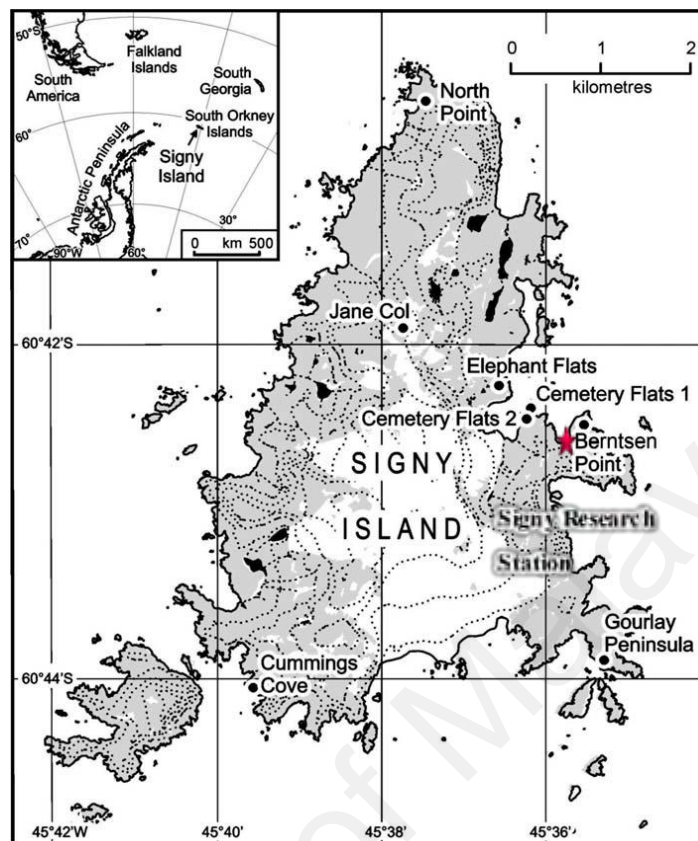 50°S
South
America
Falkland
Islands
South
Georgia
South Orkney
Islands
60°
Signy
Island
Antarctic Peninsula
70°
90°W
60°
30°
0 km 500
0 1 2
kilometres
North
Point
Jane Col
60°42'S
Elephant Flats
Cemetery Flats 1
Cemetery Flats 2
Berntsen
Point
SIGNY
ISLAND
Signy Research
Station
Gourlay
Peninsula
60°44'S
Cummings
Cove
45°42'W
45°40'
45°38'
45°36'
of Malay